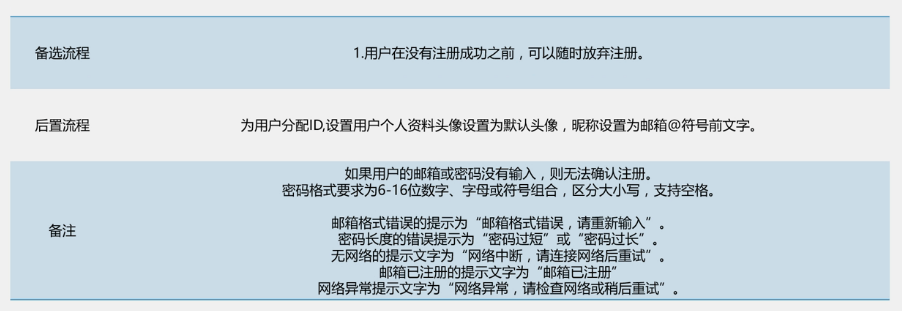 备选流程
1.用户在没有注册成功之前，可以随时放弃注册。
后置流程
为用户分配ID,设置用户个人资料头像设置为默认头像，昵称设置为邮箱@符号前文字。
备注
如果用户的邮箱或密码没有输入，则无法确认注册。
密码格式要求为6-16位数字、字母或符号组合，区分大小写，支持空格。
邮箱格式错误的提示为“邮箱格式错误，请重新输入”。
密码长度的错误提示为“密码过短”或“密码过长”。
无网络的提示文字为“网络中断，请连接网络后重试”。
邮箱已注册的提示文字为“邮箱已注册”
网络异常提示文字为“网络异常，请检查网络或稍后重试”。